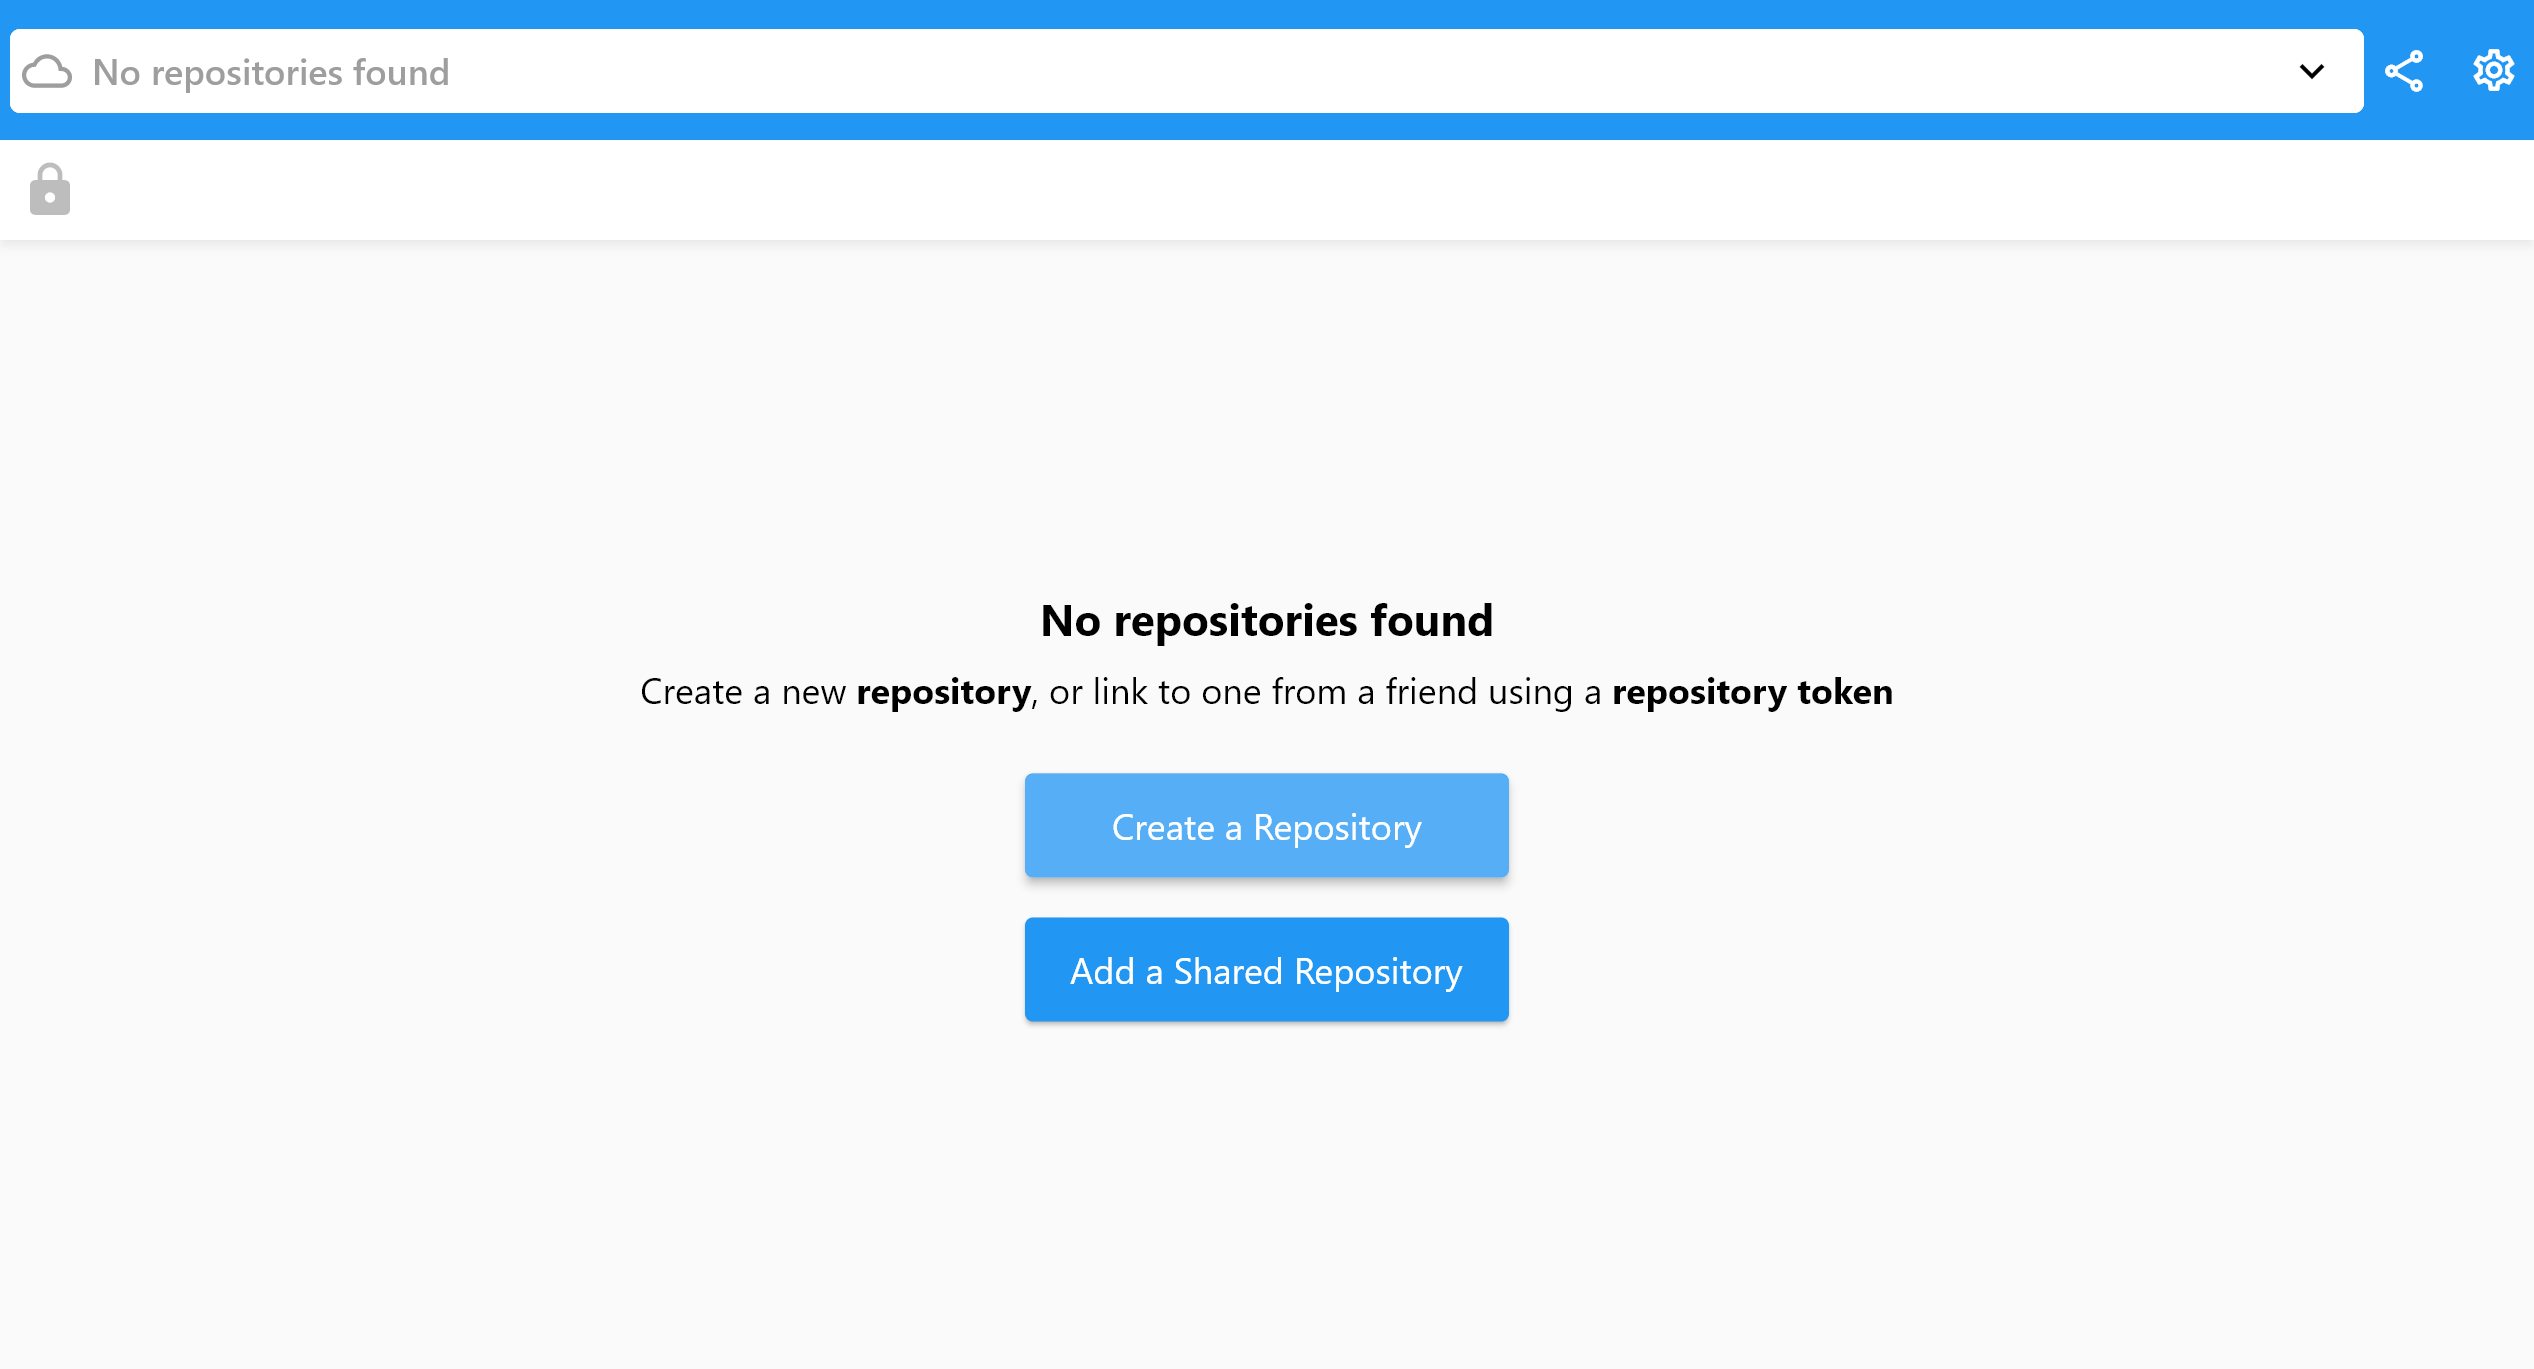 No repositories found
No repositories found
Create a new repository, or link to one from a friend using a repository token
Create a Repository
Add a Shared Repository